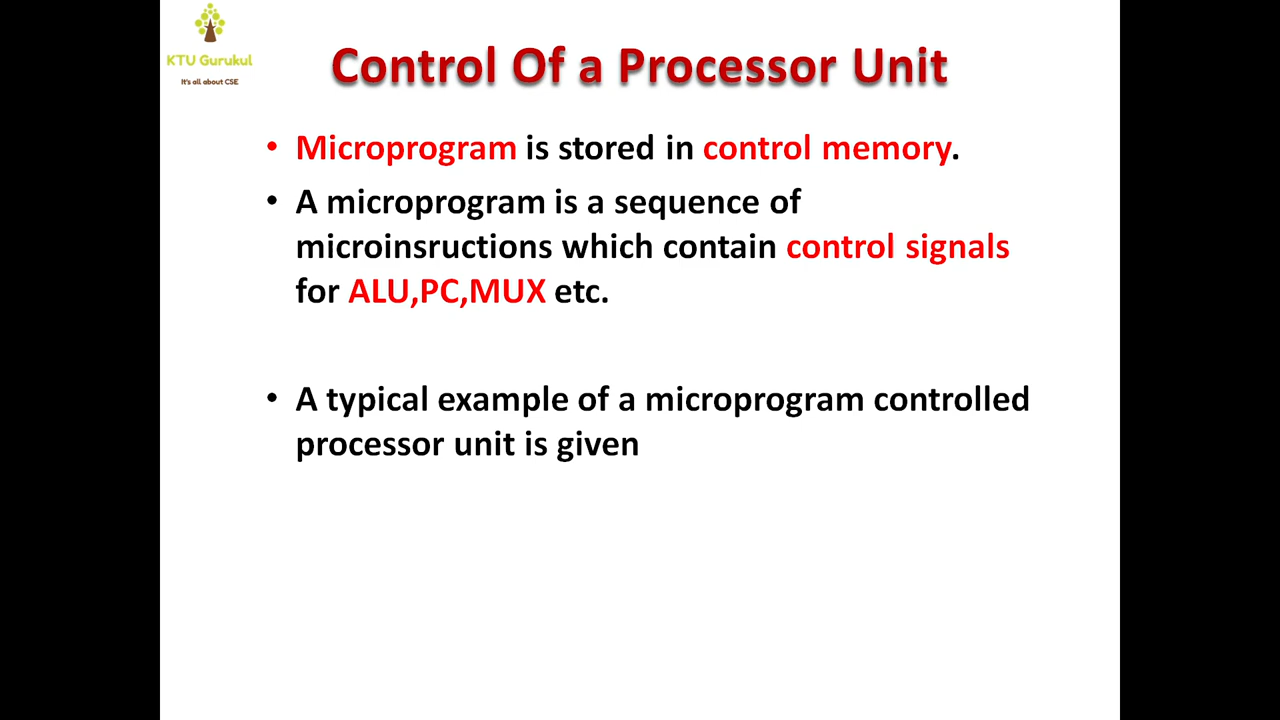 KTU Gurukul
It's all about CSE
Control Of a Processor Unit
• Microprogram is stored in control memory.
• A microprogram is a sequence of
microinsructions which contain control signals
for ALU,PC,MUX etc.
• A typical example of a microprogram controlled
processor unit is given